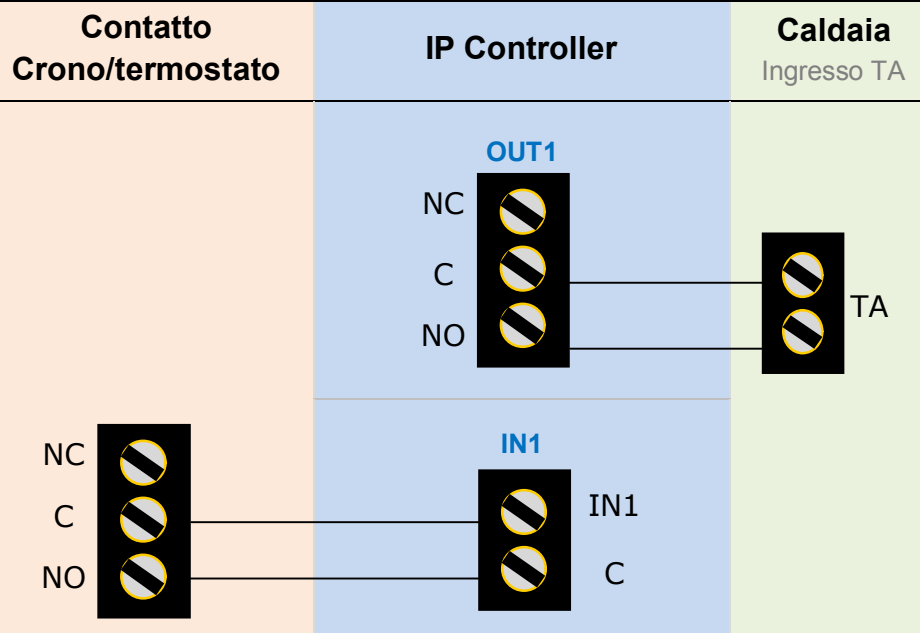 Contatto
Crono/termostato
IP Controller
Caldaia
Ingresso TA
OUT1
NC
C
NO
TA
NC
C
NO
IN1
IN1
C